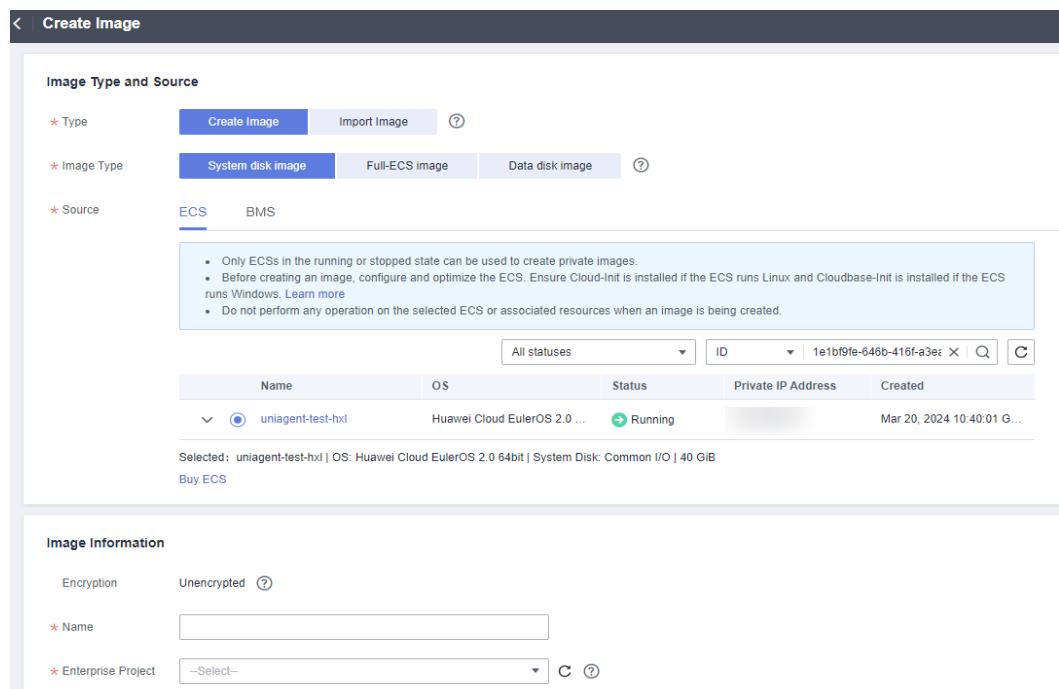 Create Image
Image Type and Source
* Type Create Image Import Image ?
* Image Type System disk image Full-ECS image Data disk image ?
* Source ECS BMS
• Only ECSs in the running or stopped state can be used to create private images.
• Before creating an image, configure and optimize the ECS. Ensure Cloud-Init is installed if the ECS runs Linux and Cloudbase-Init is installed if the ECS
runs Windows. Learn more
• Do not perform any operation on the selected ECS or associated resources when an image is being created.
All statuses ID 1e1bf9fe-646b-416f-a3ea
Name OS Status Private IP Address Created
uniagent-test-hxl Huawei Cloud EulerOS 2.0 ... Running Mar 20, 2024 10:40:01 G...
Selected: uniagent-test-hxl | OS: Huawei Cloud EulerOS 2.0 64bit | System Disk: Common I/O | 40 GiB
Buy ECS
Image Information
Encryption Unencrypted ?
* Name
* Enterprise Project --Select-- ?